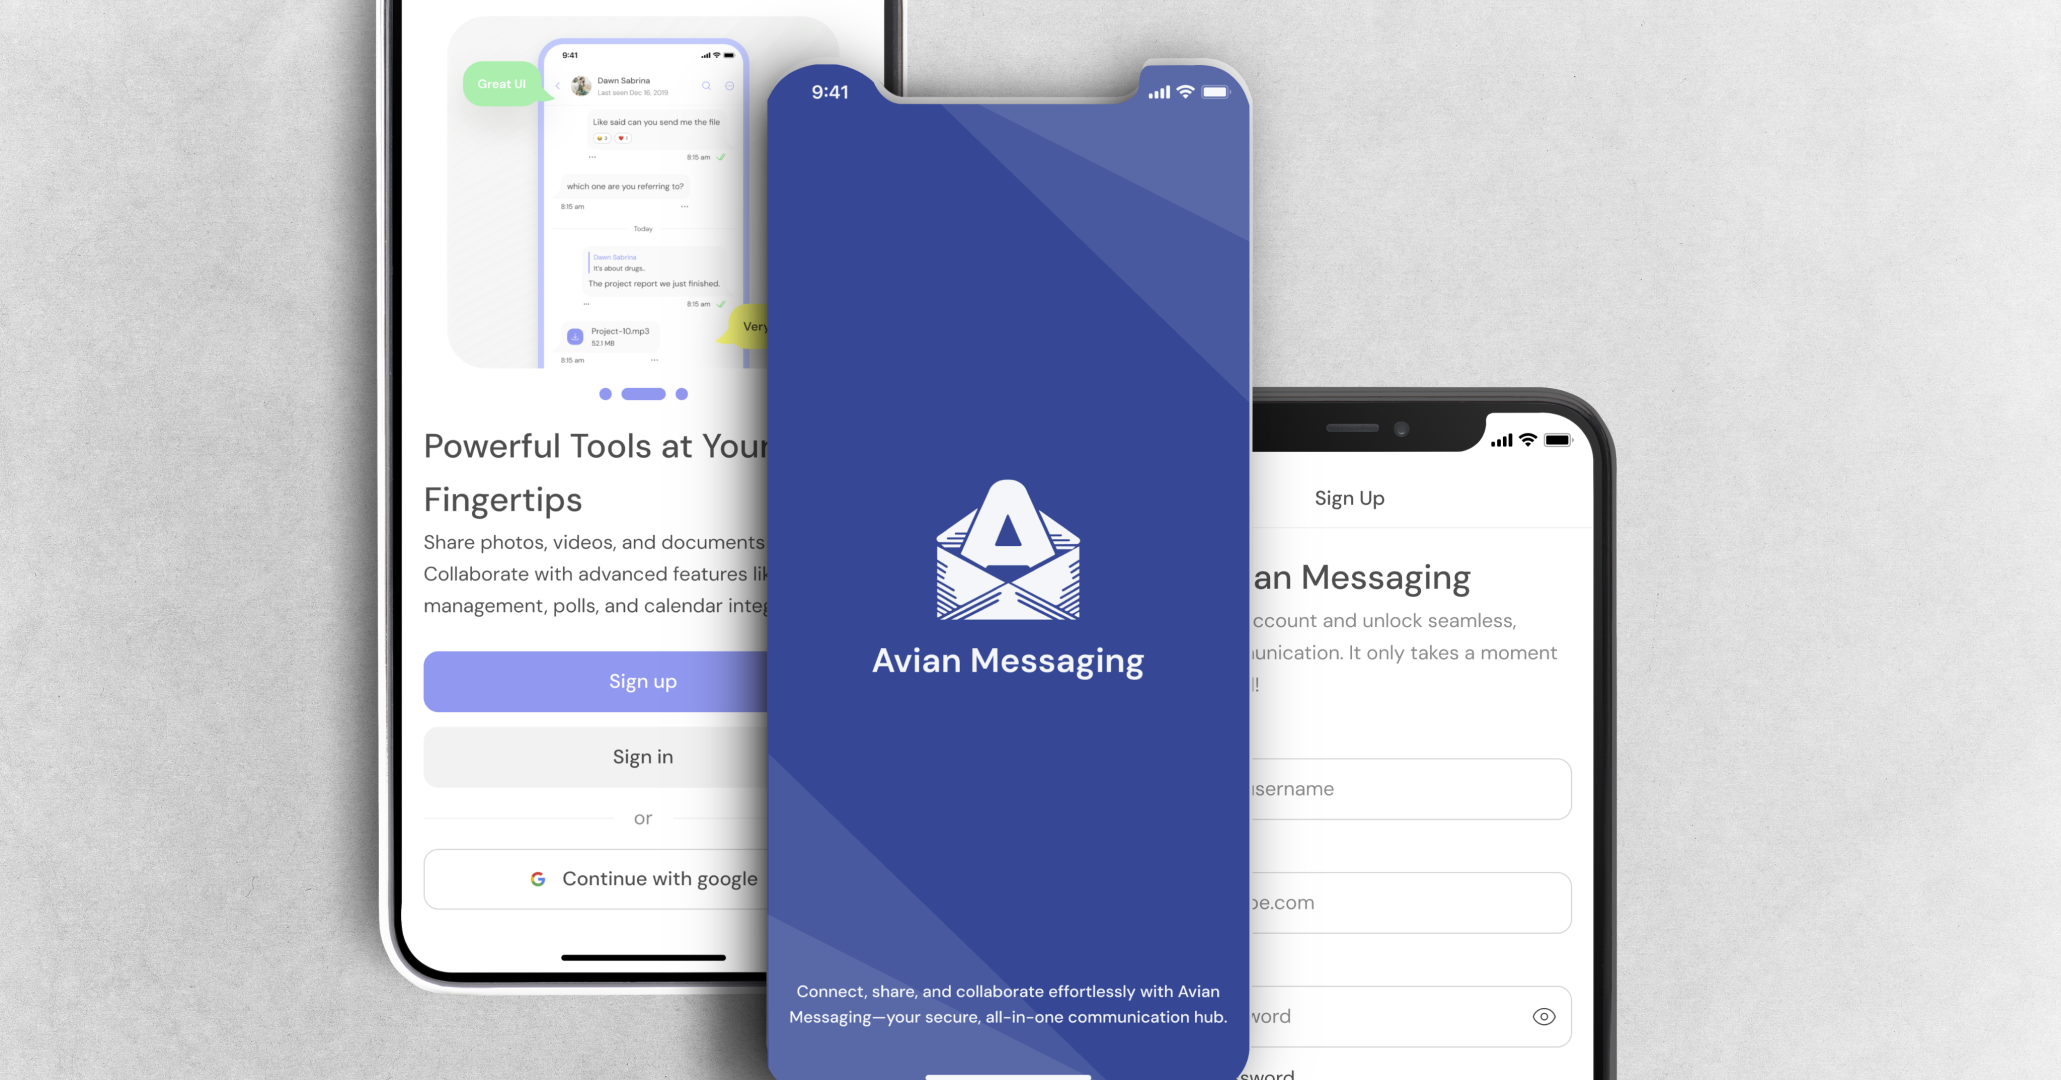 9:41
Great UI
Dawn Sabrina
Last seen Dec 16, 2019
Like said can you send me the file
3
1
8:15 am
which one are you referring to?
8:15 am
Today
Dawn Sabrina
It's about drugs..
The project report we just finished.
8:15 am
Project-10.mp3
52.1 MB
8:15 am
Very
Powerful Tools at Your
Fingertips
Share photos, videos, and documents
Collaborate with advanced features
management, polls, and calendar
Sign up
Sign in
or
Continue with google
9:41
Avian Messaging
Connect, share, and collaborate effortlessly with Avian
Messaging—your secure, all-in-one communication hub.
Sign Up
an Messaging
ccount and unlock seamless,
unication. It only takes a moment
!
sername
e.com
word
sword